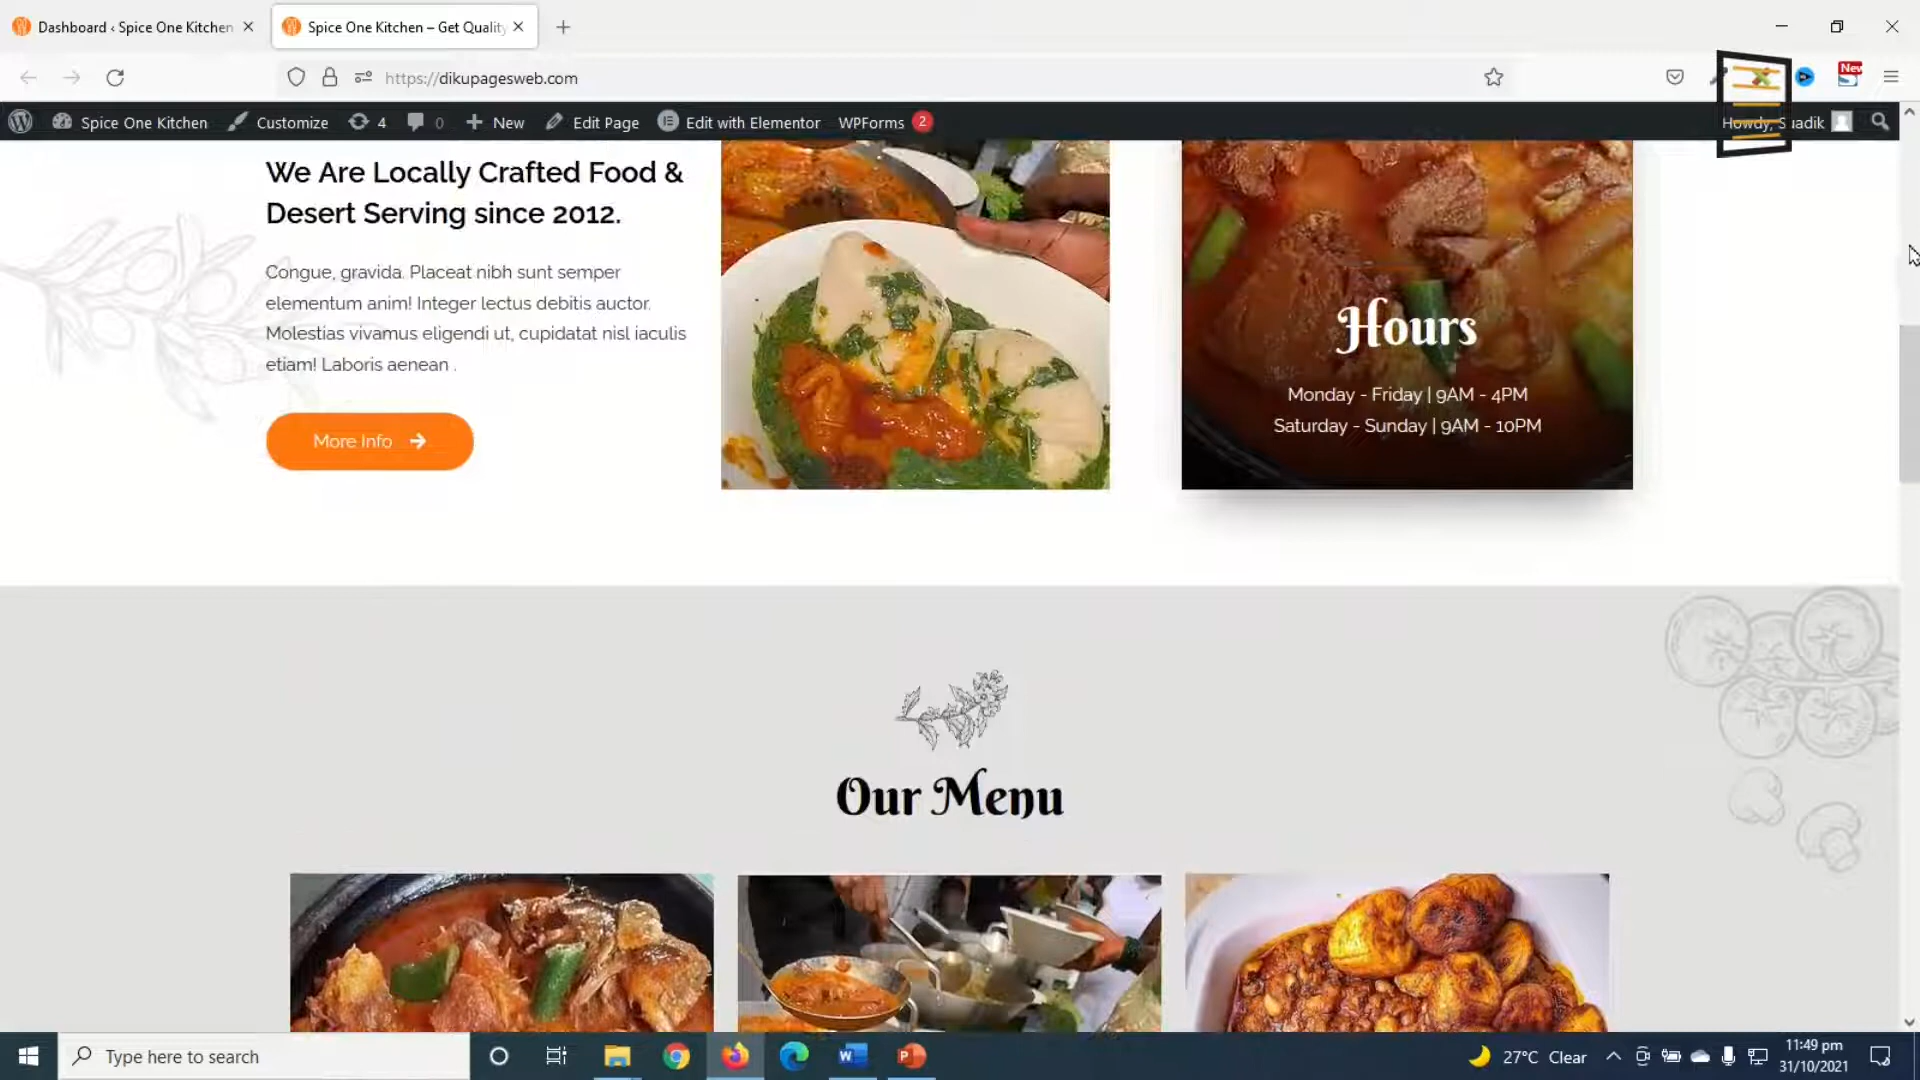 Dashboard ‹ Spice One Kitchen
Spice One Kitchen – Get Quality
https://dikupagesweb.com
New
Spice One Kitchen
Customize
4
0
New
Edit Page
Edit with Elementor
WPForms 2
Howdy, Suadik
We Are Locally Crafted Food &
Desert Serving since 2012.
Congue, gravida. Placeat nibh sunt semper
elementum anim! Integer lectus debitis auctor.
Molestias vivamus eligendi ut, cupidatat nisl iaculis
etiam! Laboris aenean .
More Info
Hours
Monday - Friday | 9AM - 4PM
Saturday - Sunday | 9AM - 10PM
Our Menu
Type here to search
27°C Clear
11:49 pm
31/10/2021